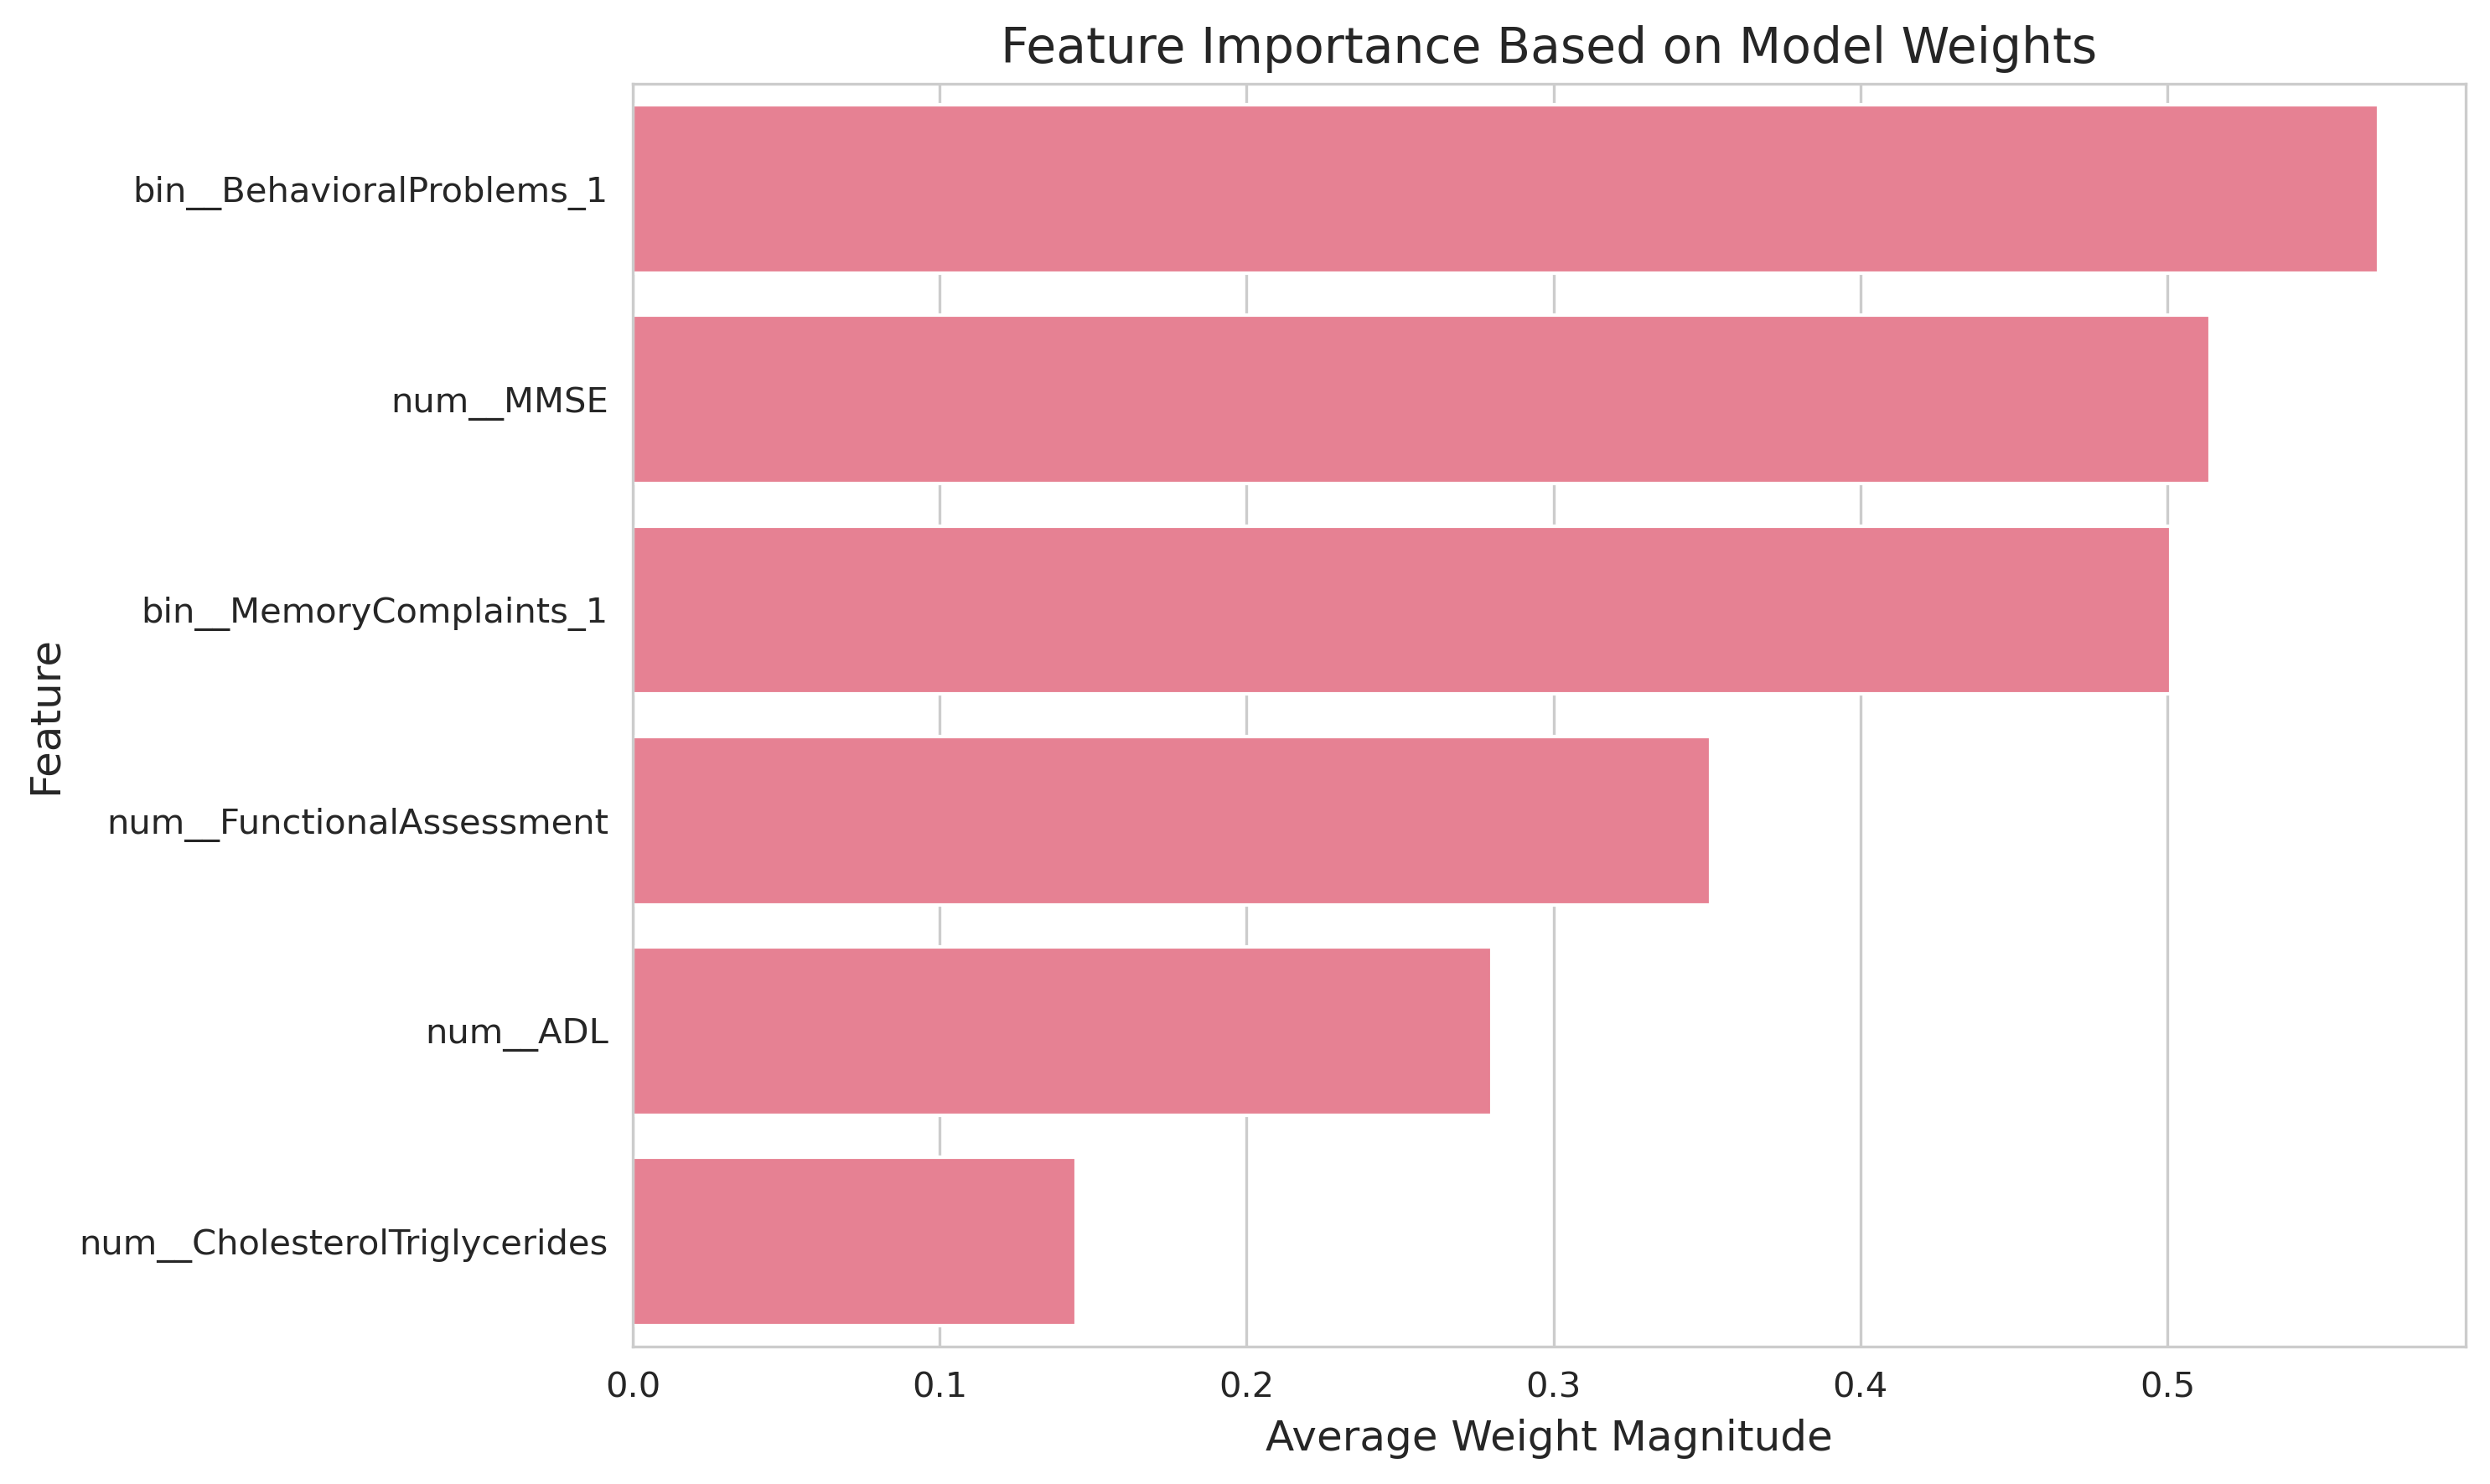 Feature Importance Based on Model Weights
Feature
bin__BehavioralProblems_1
num__MMSE
bin__MemoryComplaints_1
num__FunctionalAssessment
num__ADL
num__CholesterolTriglycerides
0.0 0.1 0.2 0.3 0.4 0.5
Average Weight Magnitude